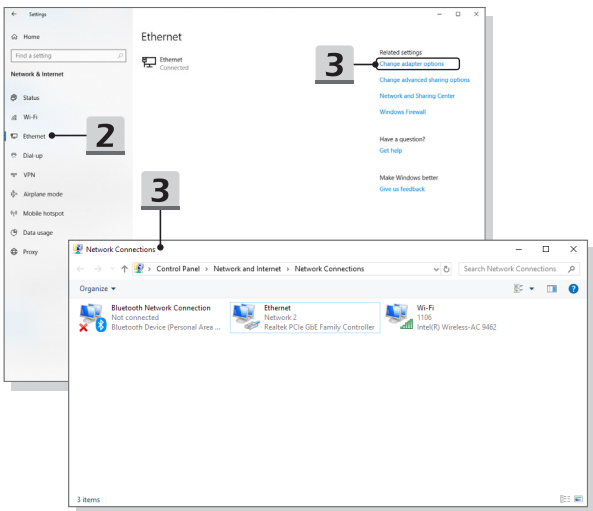 Settings
Home
Find a setting
Network & Internet
Status
Wi-Fi
Ethernet
Dial-up
VPN
Airplane mode
Mobile hotspot
Data usage
Proxy
2
Ethernet
Ethernet
Connected
3
Related settings
Change adapter options
Change advanced sharing options
Network and Sharing Center
Windows Firewall
Have a question?
Get help
Make Windows better
Give us feedback
3
Network Connections
Control Panel > Network and Internet > Network Connections
Search Network Connections
Organize
Bluetooth Network Connection
Not connected
Bluetooth Device (Personal Area ...
Ethernet
Network 2
Realtek PCIe GbE Family Controller
Wi-Fi
1106
Intel(R) Wireless-AC 9462
3 items